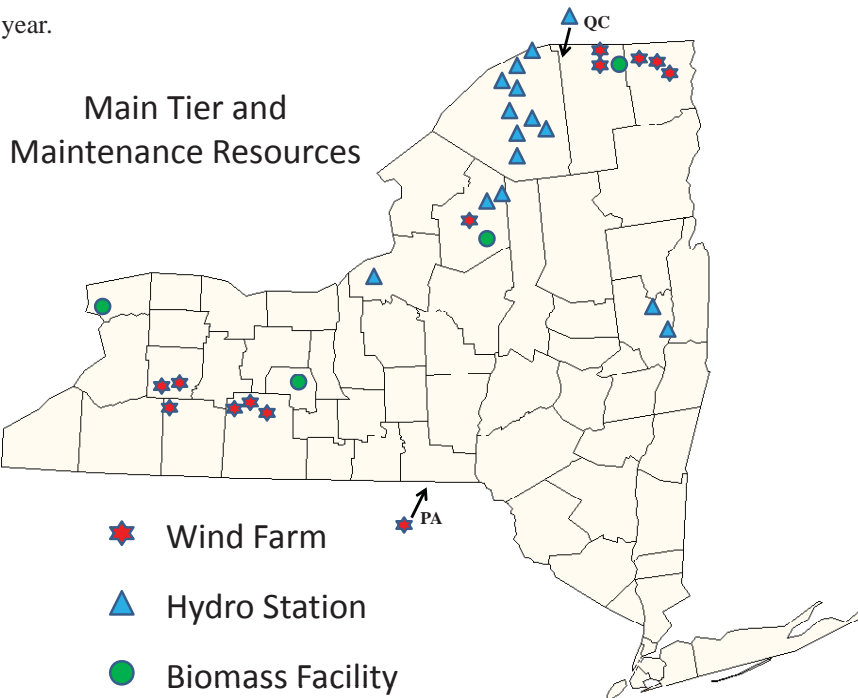 year.
QC
Main Tier and
Maintenance Resources
PA
Wind Farm
Hydro Station
Biomass Facility